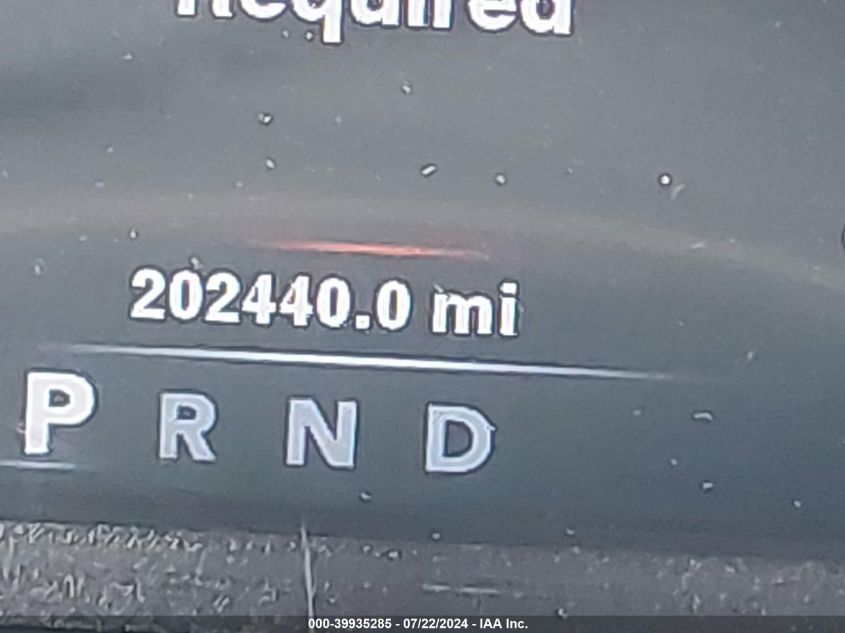 Required
202440.0 mi
P R N D
000-39935285 - 07/22/2024 - IAA Inc.